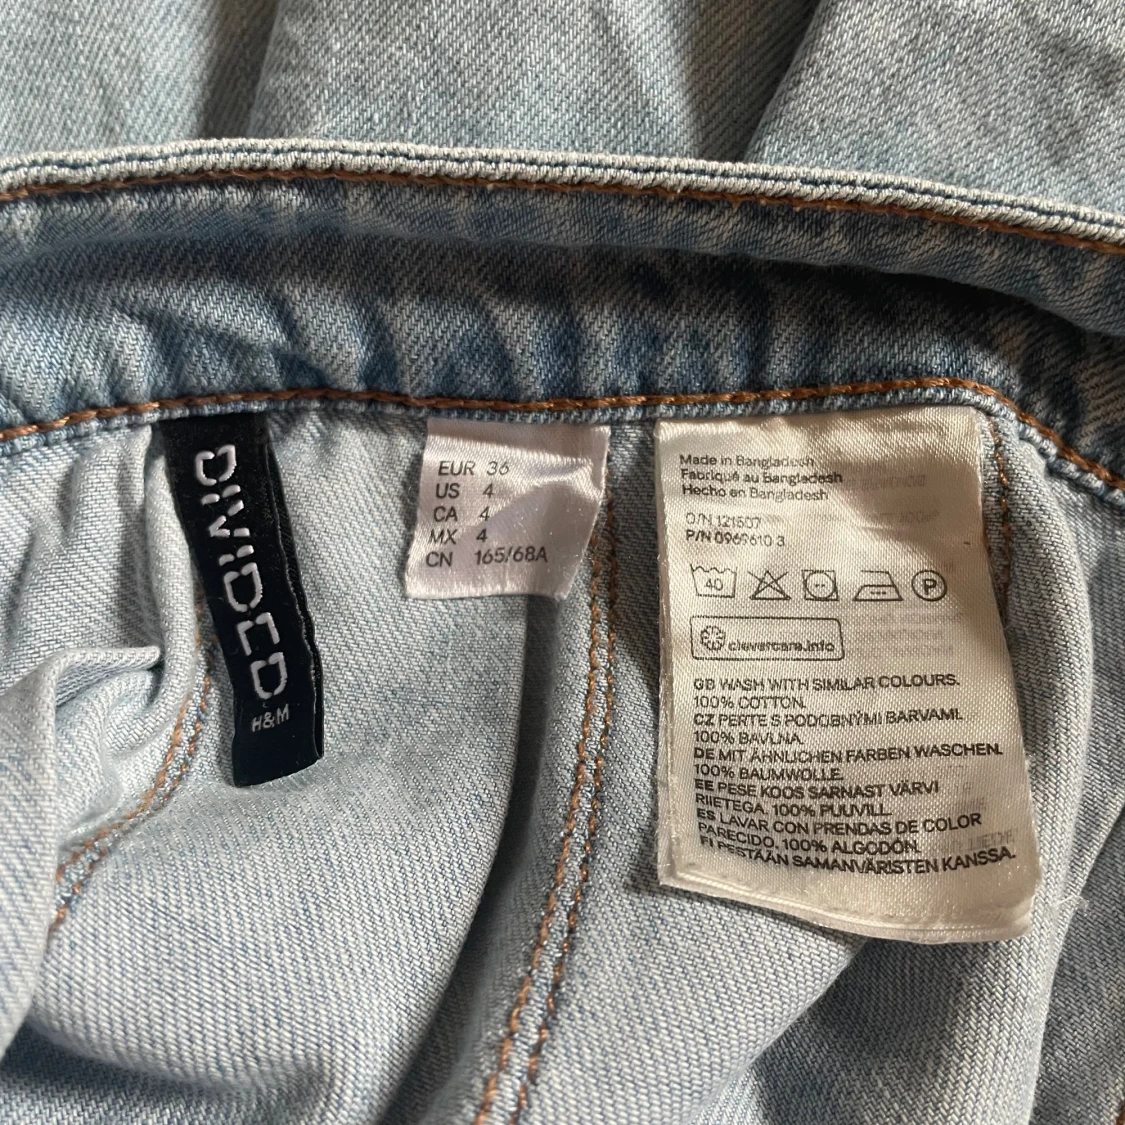 DIVIDED
H&M
EUR 36
US 4
CA 4
MX 4
CN 165/68A
Made in Bangladesh
Fabriqué au Bangladesh
Hecho en Bangladesh
O/N 121507
P/N 0969610 3
40
P
clevercare.info
GB WASH WITH SIMILAR COLOURS.
100% COTTON.
CZ PERTE S PODOBNÝMI BARVAMI.
100% BAVLNA.
DE MIT ÄHNLICHEN FARBEN WASCHEN.
100% BAUMWOLLE.
EE PESE KOOS SARNAST VÄRVI
RIIETEGA. 100% PUUVILL.
ES LAVAR CON PRENDAS DE COLOR
PARECIDO. 100% ALGODÓN.
FI PESTÄÄN SAMANVÄRISTEN KANSSA.